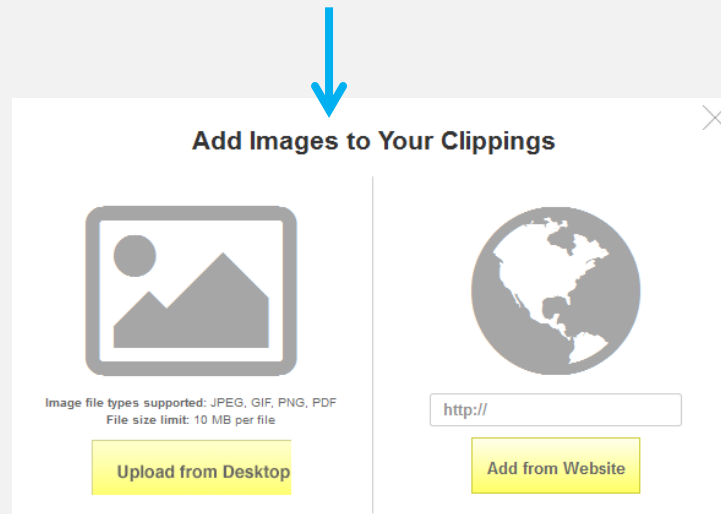 Add Images to Your Clippings
Image file types supported: JPEG, GIF, PNG, PDF
File size limit: 10 MB per file
Upload from Desktop
http://
Add from Website